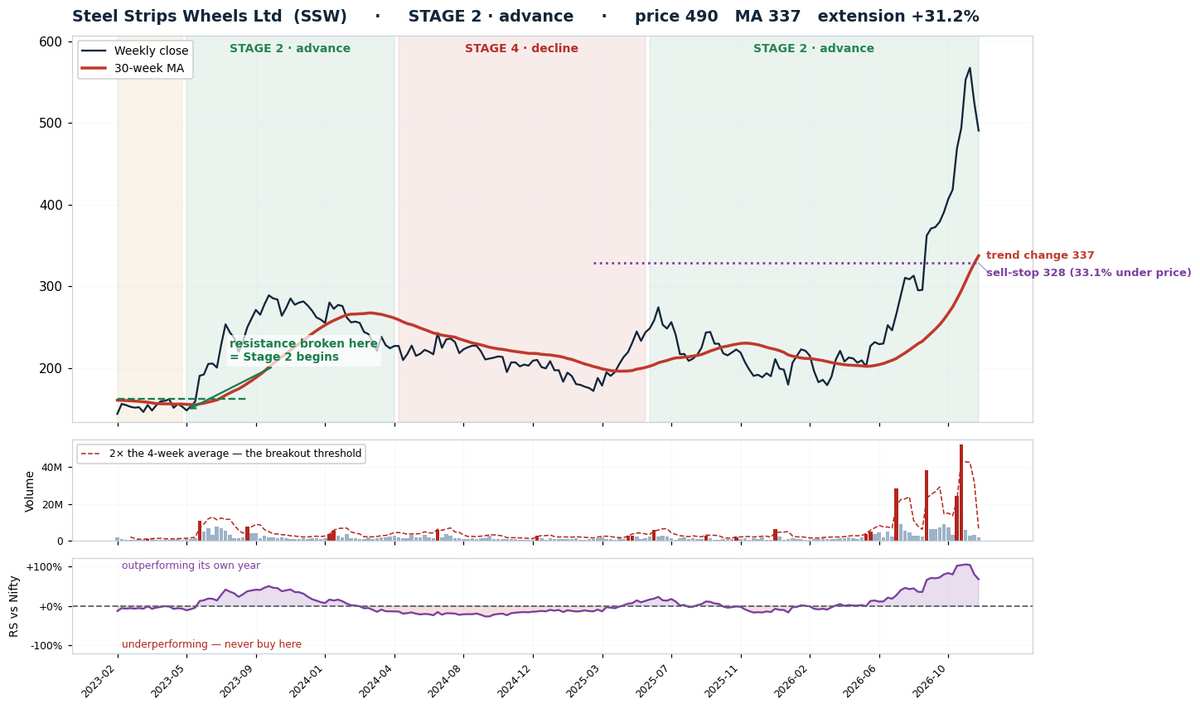 Steel Strips Wheels Ltd (SSW) · STAGE 2 · advance · price 490 MA 337 extension +31.2%
Weekly close
30-week MA
STAGE 2 · advance
STAGE 4 · decline
STAGE 2 · advance
600
500
400
300
200
resistance broken here
= Stage 2 begins
trend change 337
sell-stop 328 (33.1% under price)
2× the 4-week average — the breakout threshold
Volume
40M
20M
0
RS vs Nifty
+100%
+0%
-100%
outperforming its own year
underperforming — never buy here
2023-02
2023-05
2023-09
2024-01
2024-04
2024-08
2024-12
2025-03
2025-07
2025-11
2026-02
2026-06
2026-10